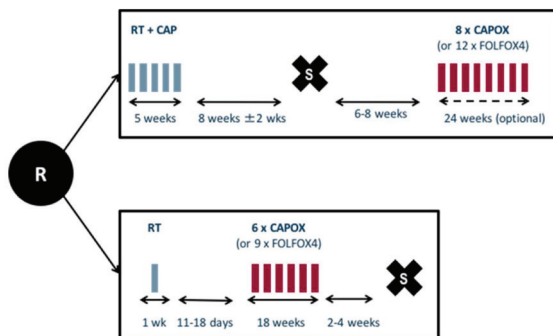 RT + CAP
8 x CAPOX
(or 12 x FOLFOX4)
S
5 weeks
8 weeks ±2 wks
6-8 weeks
24 weeks (optional)
R
RT
6 x CAPOX
(or 9 x FOLFOX4)
S
1 wk
11-18 days
18 weeks
2-4 weeks